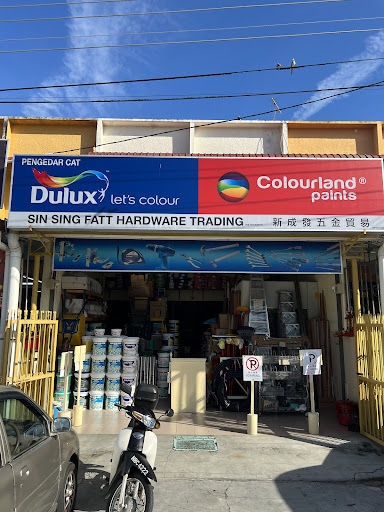 PENGEDAR CAT
Dulux let's colour
Colourland® paints
SIN SING FATT HARDWARE TRADING
新成發五金貿易
P
P